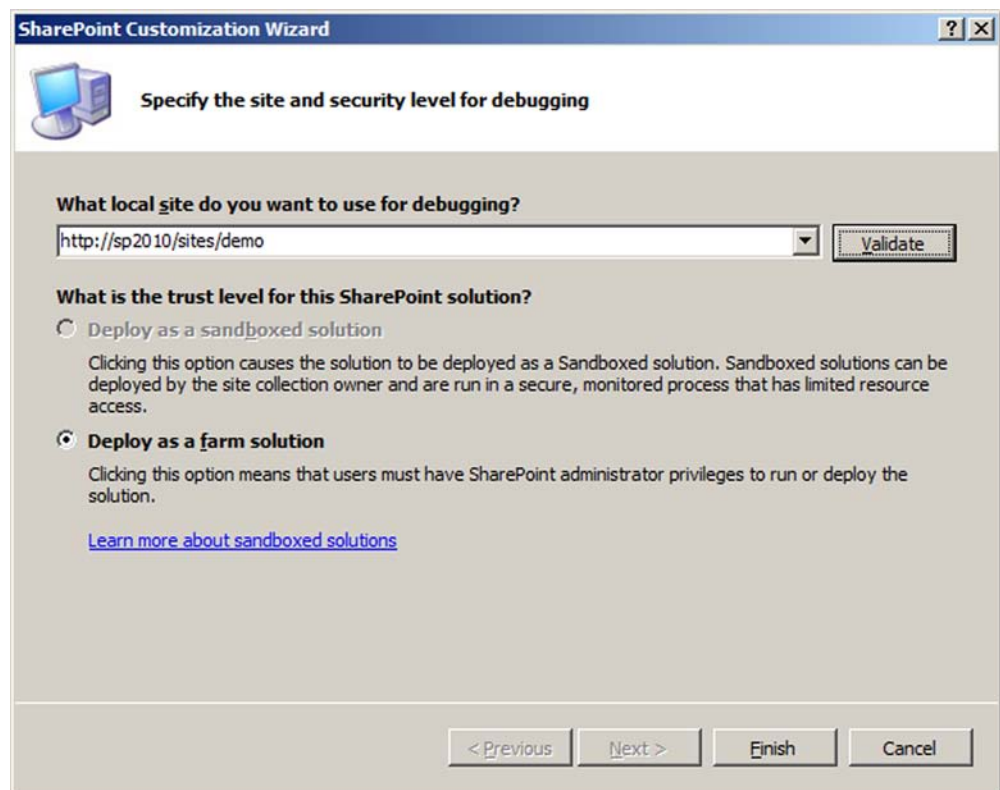 SharePoint Customization Wizard
Specify the site and security level for debugging
What local site do you want to use for debugging?
http://sp2010/sites/demo
Validate
What is the trust level for this SharePoint solution?
Deploy as a sandboxed solution
Clicking this option causes the solution to be deployed as a Sandboxed solution. Sandboxed solutions can be
deployed by the site collection owner and are run in a secure, monitored process that has limited resource
access.
Deploy as a farm solution
Clicking this option means that users must have SharePoint administrator privileges to run or deploy the
solution.
Learn more about sandboxed solutions
< Previous
Next >
Finish
Cancel